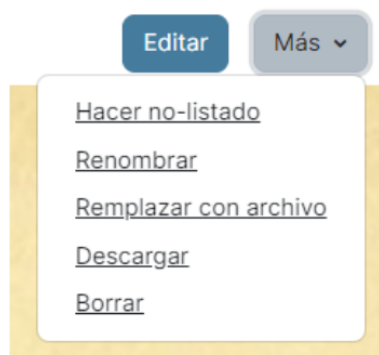 Editar Más
Hacer no-listado
Renombrar
Remplazar con archivo
Descargar
Borrar